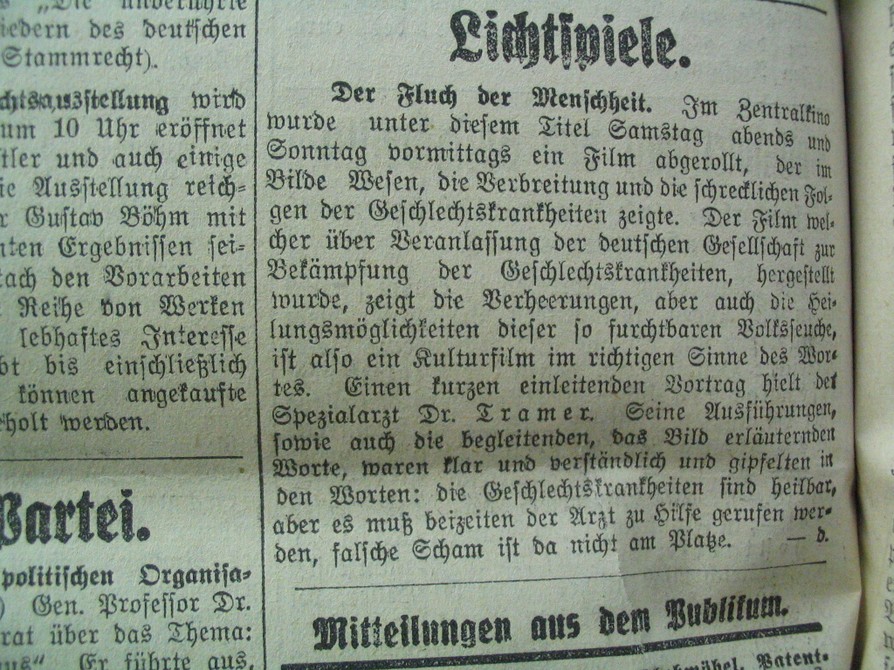 „Die unberührte
iedern des deutschen
Stammrecht).
chtsausstellung wird
um 10 Uhr eröffnet
tler und auch einige
ie Ausstellung reich-
r Gustav Böhm mit
nten Ergebnissen sei-
tach den Vorarbeiten
Reihe von Werken
lebhaftes Interesse
bt bis einschließlich
können angekaufte
eholt werden.
Partei.
politischen Organisa-
) Gen. Professor Dr.
rat über das Thema:
us“ Er führte aus,
Lichtspiele.
Der Fluch der Menschheit. Im Zentralkino
wurde unter diesem Titel Samstag abends und
Sonntag vormittags ein Film abgerollt, der im
Bilde Wesen, die Verbreitung und die schrecklichen Fol-
gen der Geschlechtskrankheiten zeigte. Der Film wel-
cher über Veranlassung der deutschen Gesellschaft zur
Bekämpfung der Geschlechtskrankheiten, hergestellt
wurde, zeigt die Verheerungen, aber auch die Hei-
lungsmöglichkeiten dieser so furchtbaren Volksseuche,
ist also ein Kulturfilm im richtigen Sinne des Wor-
tes. Einen kurzen einleitenden Vortrag hielt der
Spezialarzt Dr. Tramer. Seine Ausführungen,
sowie auch die begleitenden, das Bild erläuternden
Worte, waren klar und verständlich und gipfelten in
den Worten: die Geschlechtskrankheiten sind heilbar,
aber es muß beizeiten der Arzt zu Hilfe gerufen wer-
den, falsche Scham ist da nicht am Platze. — d.
Mitteilungen aus dem Publikum.
Patent-